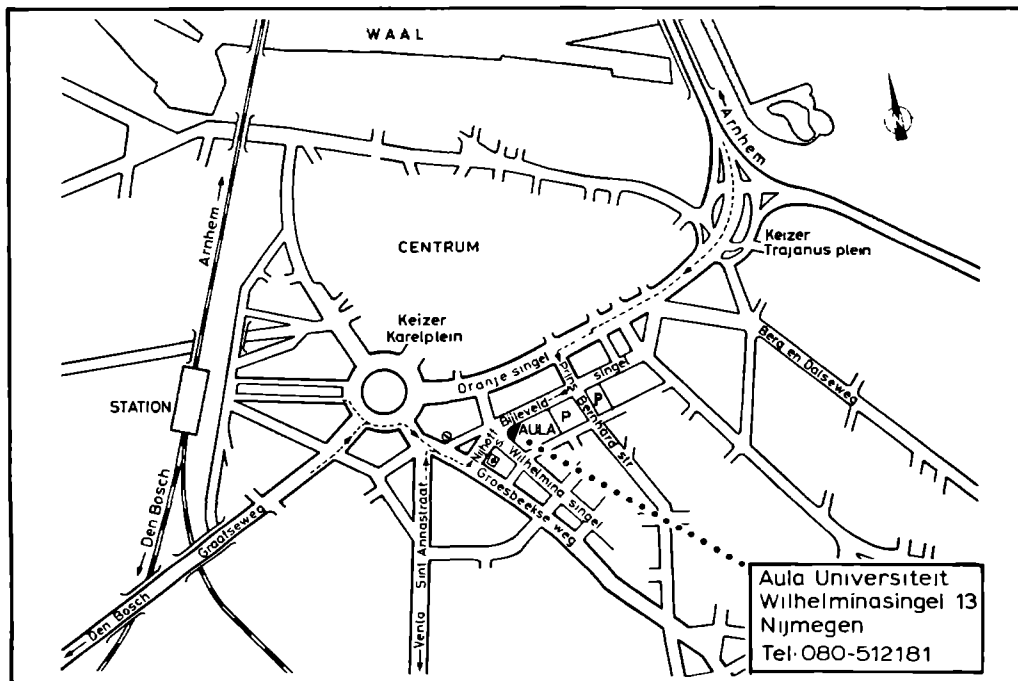 WAAL
Arnhem
Arnhem
CENTRUM
Keizer
Trajanus plein
Keizer
Karelplein
Oranje singel
Prins Bernhard str
Bijleveld singel
Berg en Dalseweg
STATION
P
P
AULA
Nijhoff
Wilhelmina singel
Groesbeekse weg
Sint Annastraat
Venlo
Graafseweg
Den Bosch
Den Bosch
Aula Universiteit
Wilhelminasingel 13
Nijmegen
Tel. 080-512181